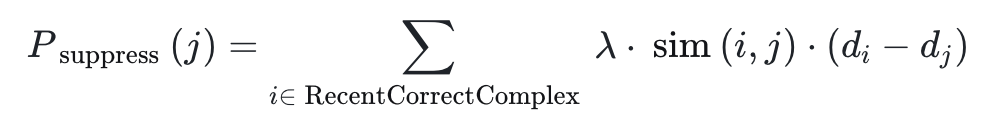 P_suppress (j) = ∑_{i∈ RecentCorrectComplex} λ · sim (i, j) · (d_i − d_j)